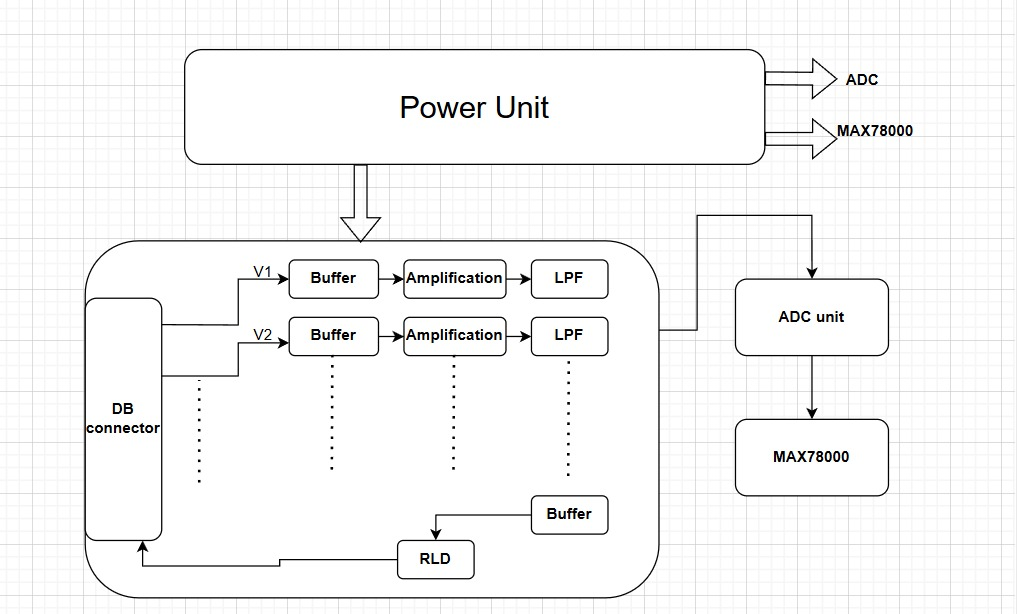 Power Unit
ADC
MAX78000
V1
Buffer
Amplification
LPF
V2
Buffer
Amplification
LPF
ADC unit
DB
connector
MAX78000
Buffer
RLD